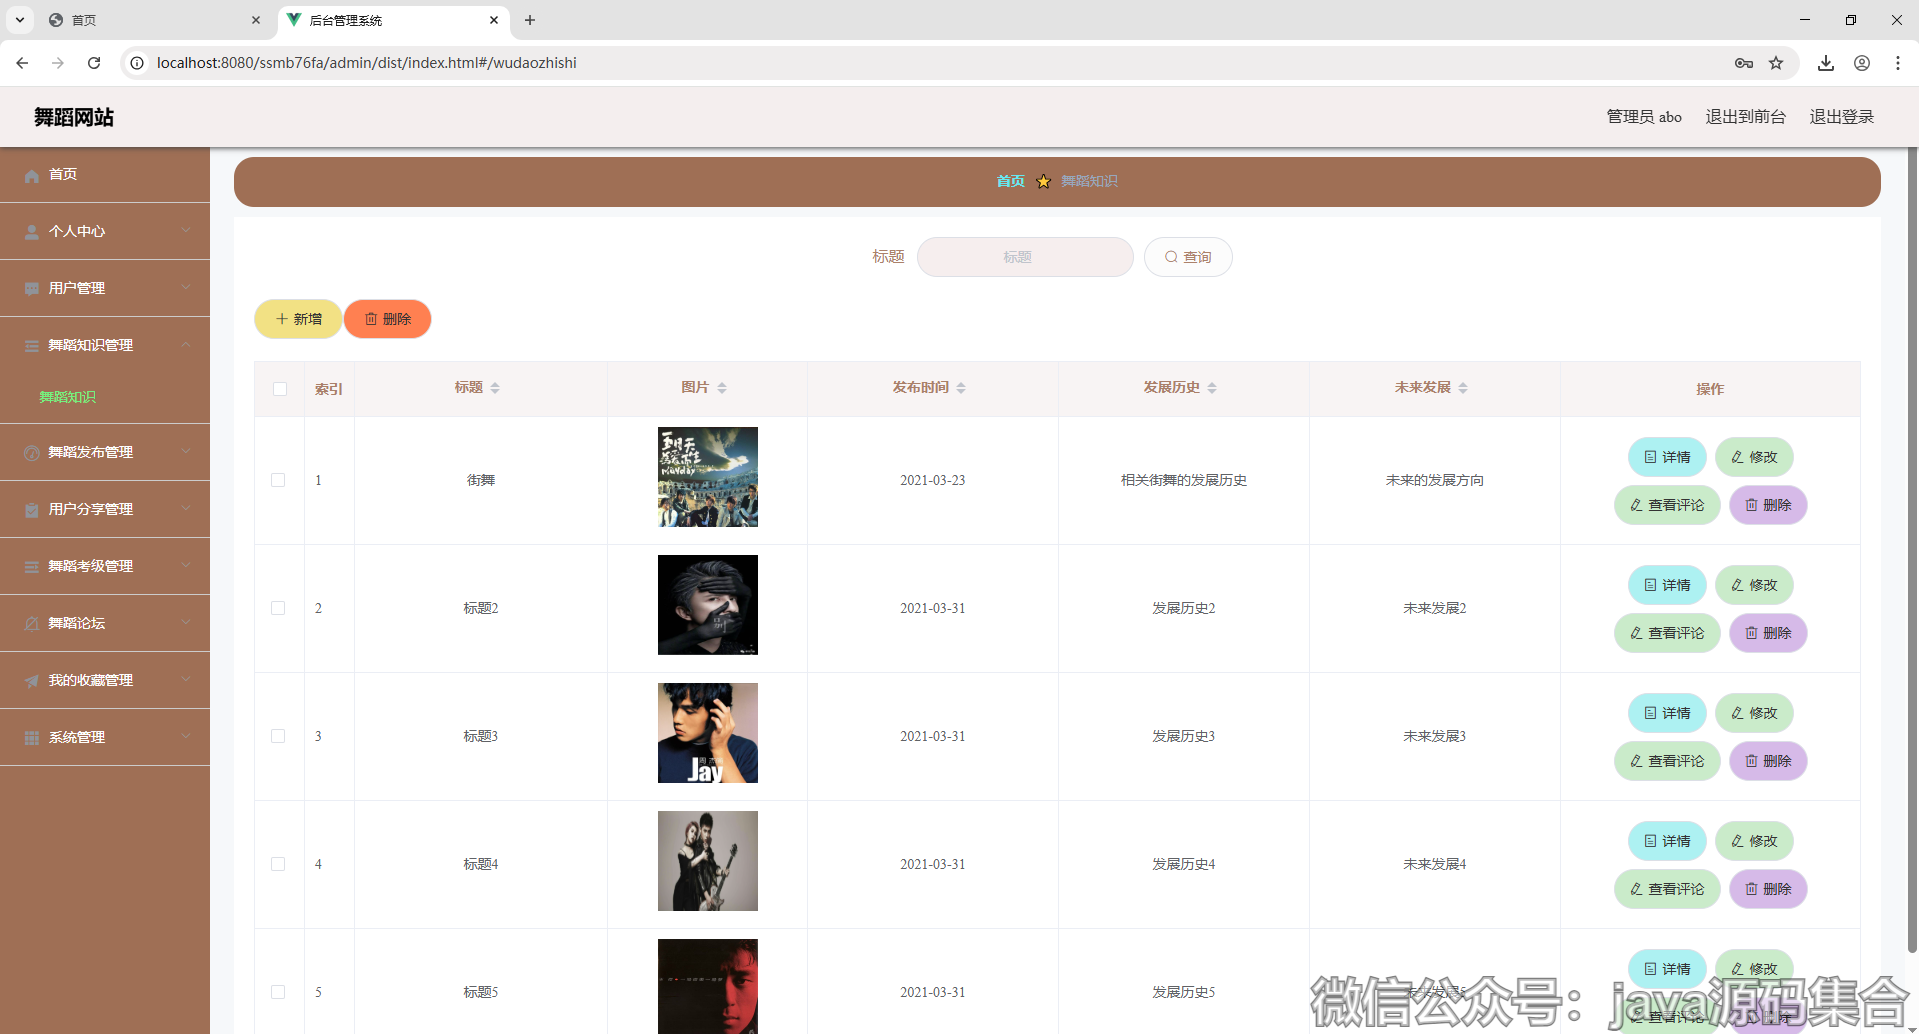 首页
后台管理系统
localhost:8080/ssmb76fa/admin/dist/index.html#/wudaozhishi
舞蹈网站
管理员 abo 退出到前台 退出登录
首页
个人中心
用户管理
舞蹈知识管理
舞蹈知识
舞蹈发布管理
用户分享管理
舞蹈考级管理
舞蹈论坛
我的收藏管理
系统管理
首页 舞蹈知识
标题 标题 查询
新增 删除
索引 标题 图片 发布时间 发展历史 未来发展 操作
1 街舞 2021-03-23 相关街舞的发展历史 未来的发展方向
Mayday
详情 修改
查看评论 删除
2 标题2 2021-03-31 发展历史2 未来发展2
详情 修改
查看评论 删除
3 标题3 2021-03-31 发展历史3 未来发展3
Jay
详情 修改
查看评论 删除
4 标题4 2021-03-31 发展历史4 未来发展4
详情 修改
查看评论 删除
5 标题5 2021-03-31 发展历史5 未来发展5
详情 修改
查看评论 删除
微信公众号：java源码集合